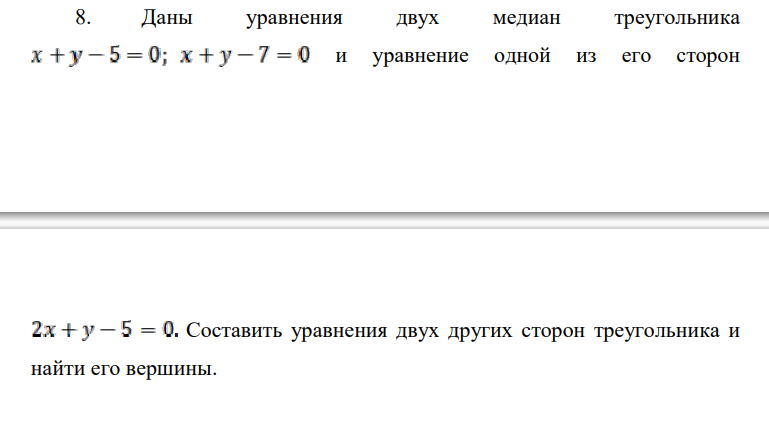 8. Даны уравнения двух медиан треугольника
x + y − 5 = 0; x + y − 7 = 0 и уравнение одной из его сторон
2x + y − 5 = 0. Составить уравнения двух других сторон треугольника и
найти его вершины.